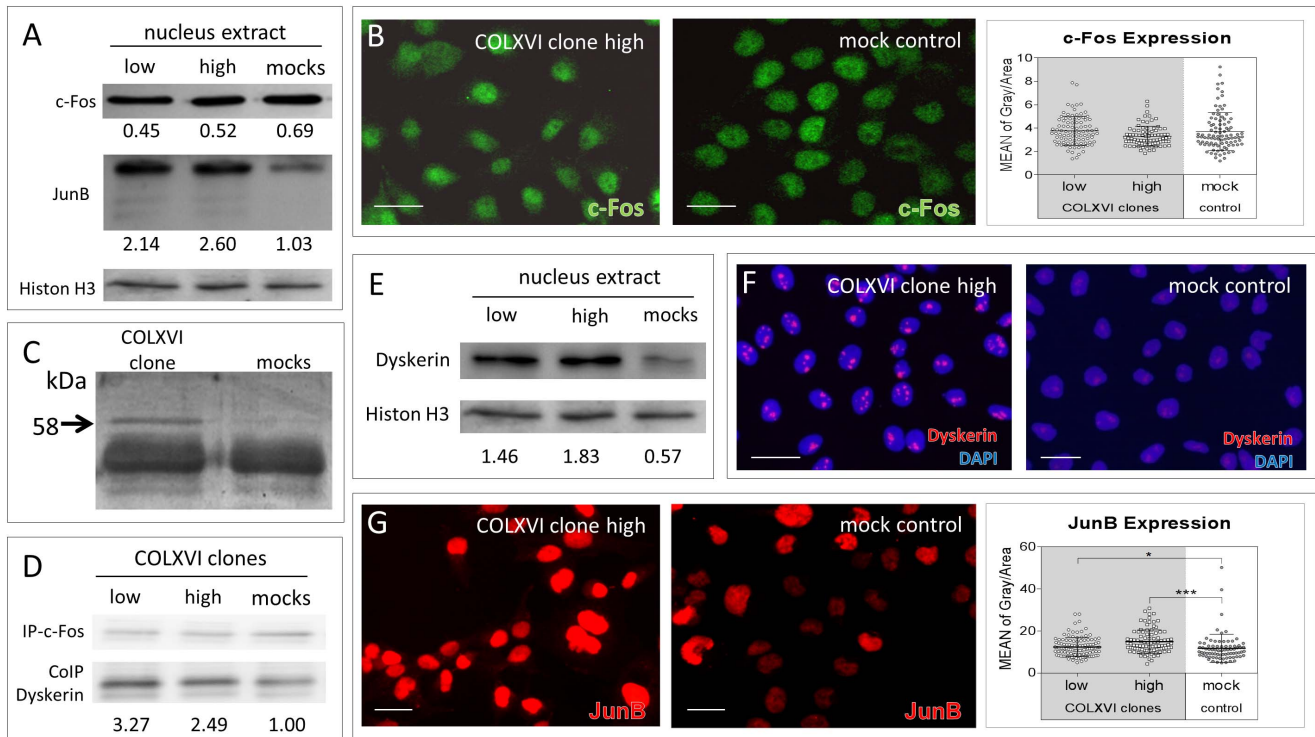 A
nucleus extract
low high mocks
c-Fos
0.45 0.52 0.69
JunB
2.14 2.60 1.03
Histon H3
B
COLXVI clone high
c-Fos
mock control
c-Fos
c-Fos Expression
MEAN of Gray/Area
10
8
6
4
2
0
low high mock
COLXVI clones control
C
COLXVI
clone mocks
kDa
58
D
COLXVI clones
low high mocks
IP-c-Fos
CoIP
Dyskerin
3.27 2.49 1.00
E
nucleus extract
low high mocks
Dyskerin
Histon H3
1.46 1.83 0.57
F
COLXVI clone high
Dyskerin
DAPI
mock control
Dyskerin
DAPI
G
COLXVI clone high
JunB
mock control
JunB
JunB Expression
MEAN of Gray/Area
60
40
20
0
*
***
low high mock
COLXVI clones control